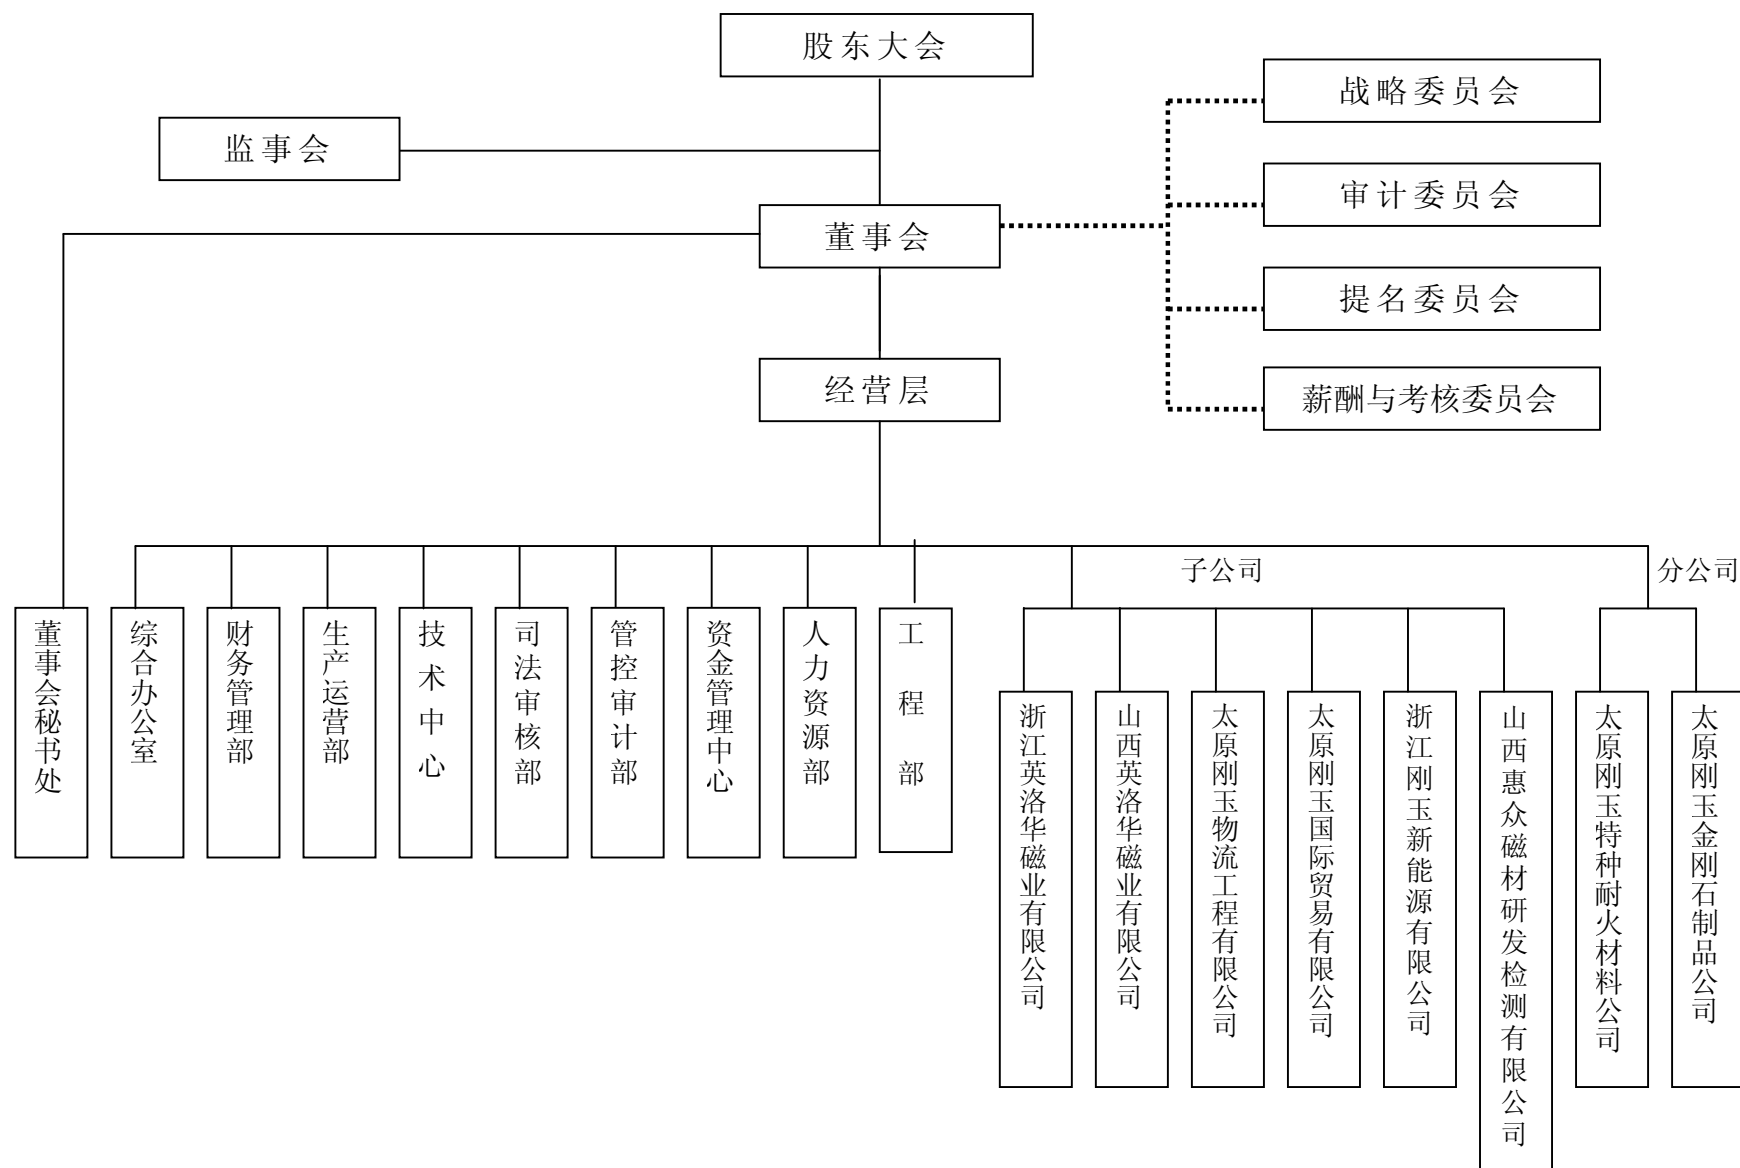 股东大会
战略委员会
监事会
审计委员会
董事会
提名委员会
经营层
薪酬与考核委员会
子公司
分公司
董事会秘书处
综合办公室
财务管理部
生产运营部
技术中心
司法审核部
管控审计部
资金管理中心
人力资源部
工程部
浙江英洛华磁业有限公司
山西英洛华磁业有限公司
太原刚玉物流工程有限公司
太原刚玉国际贸易有限公司
浙江刚玉新能源有限公司
山西惠众磁材研发检测有限公司
太原刚玉特种耐火材料公司
太原刚玉金刚石制品公司